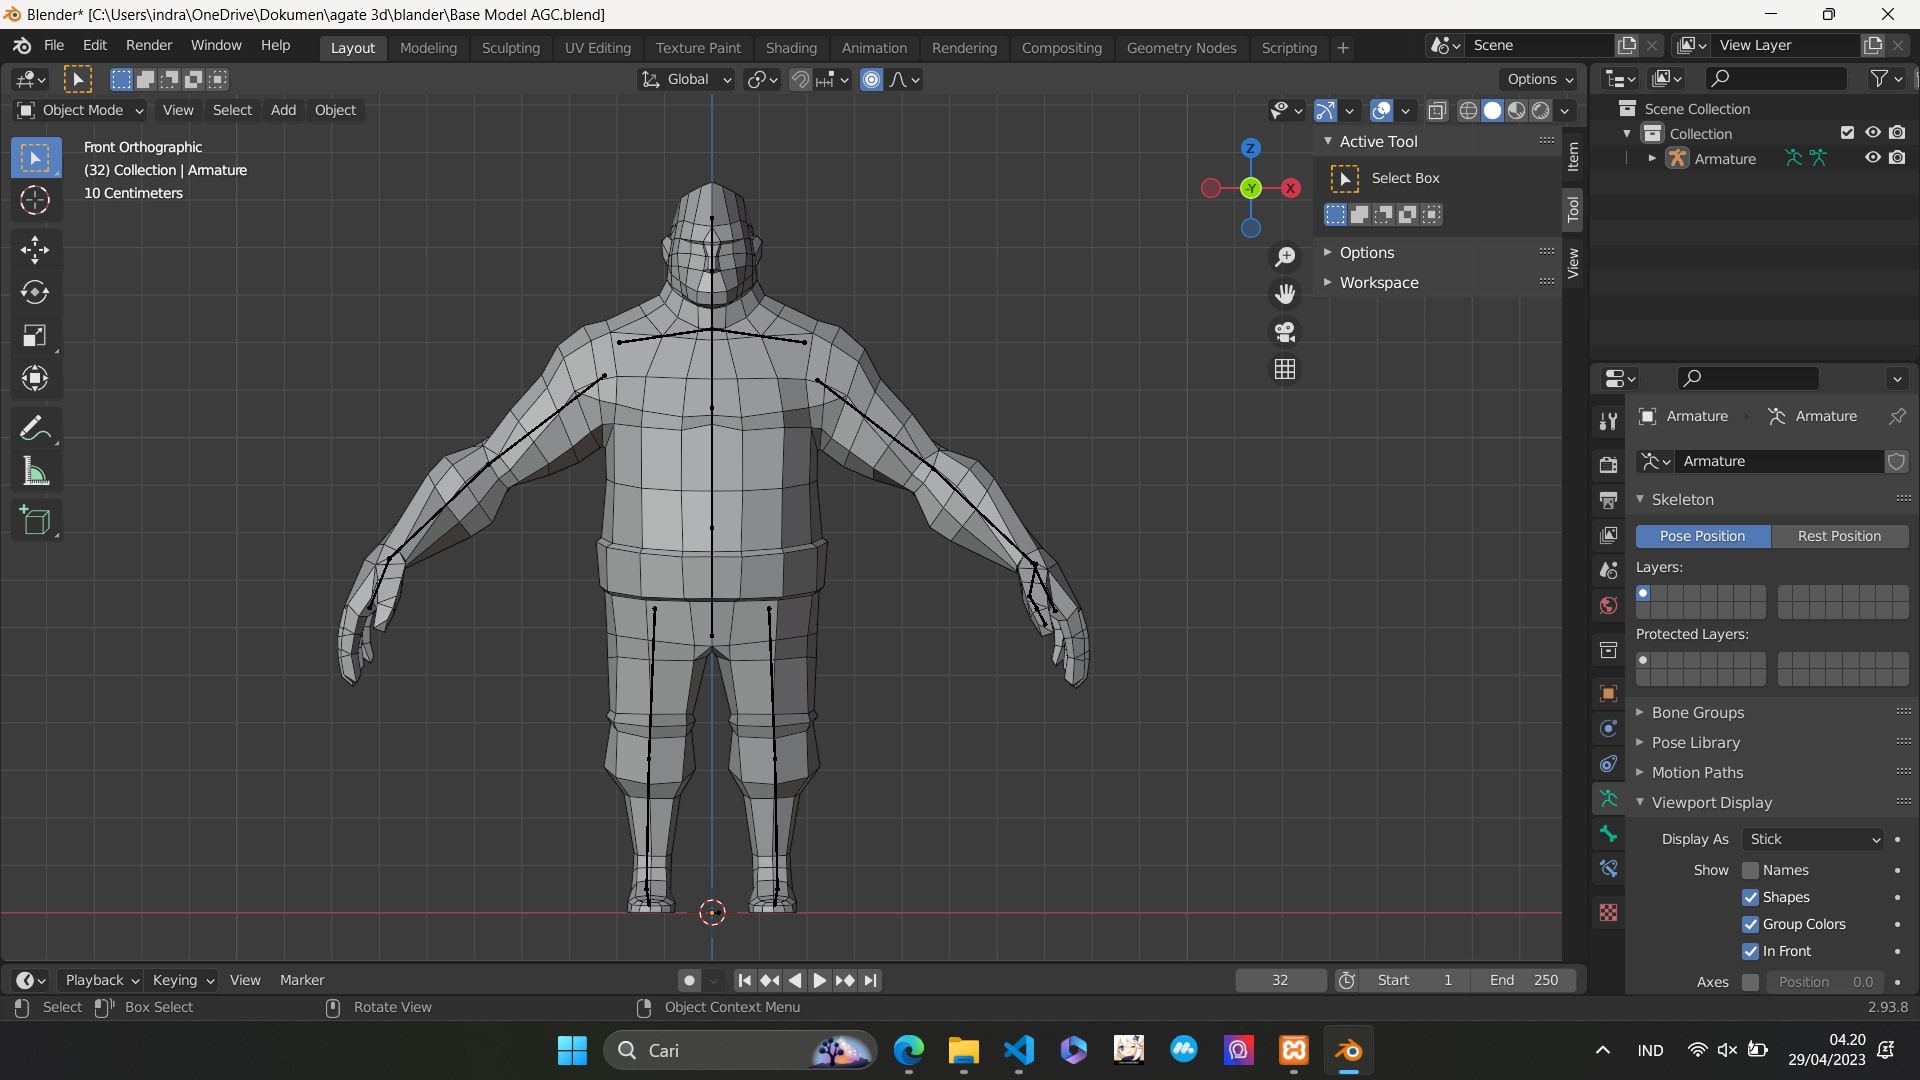 Blender* [C:\Users\indra\OneDrive\Dokumen\agate 3d\blander\Base Model AGC.blend]
File Edit Render Window Help
Layout Modeling Sculpting UV Editing Texture Paint Shading Animation Rendering Compositing Geometry Nodes Scripting +
Scene
View Layer
Global
Options
Object Mode View Select Add Object
Front Orthographic
(32) Collection | Armature
10 Centimeters
Z
-Y
X
Active Tool
Select Box
Options
Workspace
Item
Tool
View
Scene Collection
Collection
Armature
Armature
Armature
Armature
Skeleton
Pose Position Rest Position
Layers:
Protected Layers:
Bone Groups
Pose Library
Motion Paths
Viewport Display
Display As Stick
Show Names
Shapes
Group Colors
In Front
Axes Position 0.0
Playback Keying View Marker
32
Start 1
End 250
Select Box Select Rotate View Object Context Menu
2.93.8
Cari
IND
04.20
29/04/2023